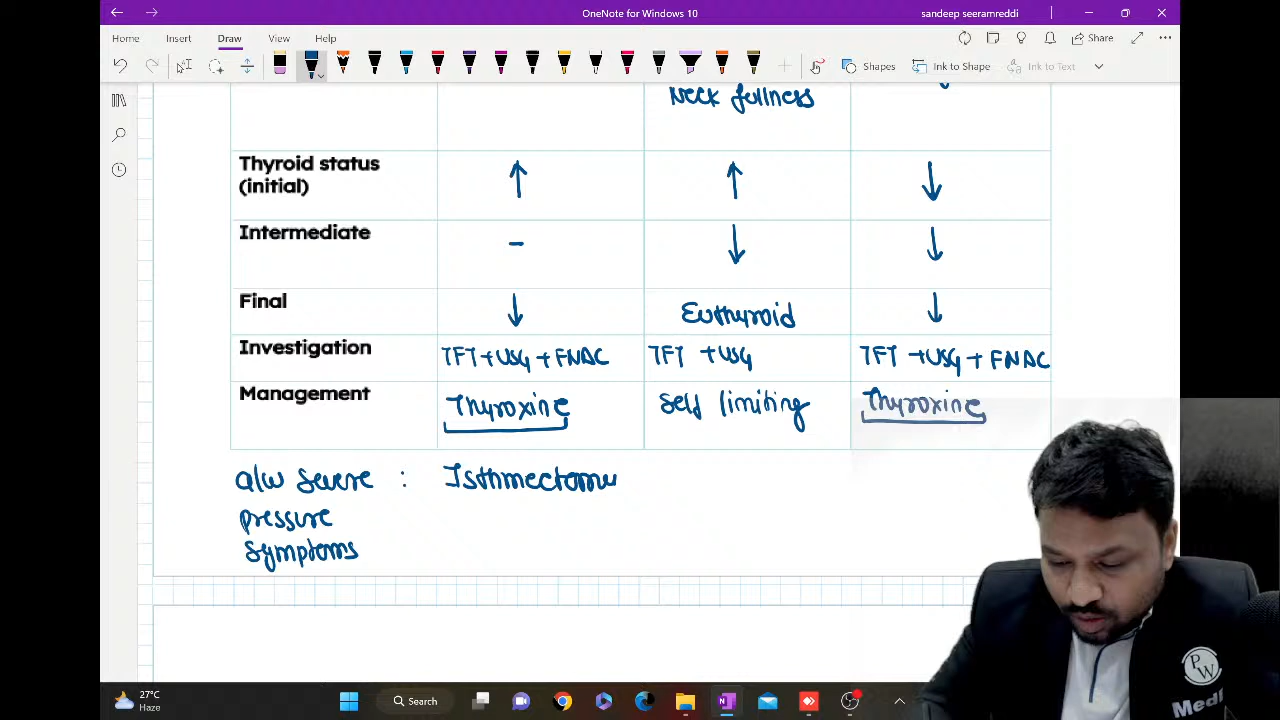 OneNote for Windows 10
sandeep seeramreddi
Home Insert Draw View Help
Share
Shapes Ink to Shape Ink to Text
Neck fullness
Thyroid status
(initial)
↑ ↑ ↓
Intermediate - ↓ ↓
Final ↓ Euthyroid ↓
Investigation TFT+USG+FNAC TFT +USG TFT +USG+FNAC
Management Thyroxine Self limiting Thyroxine
a/w Severe : Isthmectomy
pressure
symptoms
PW
Medi
27°C
Haze
Search